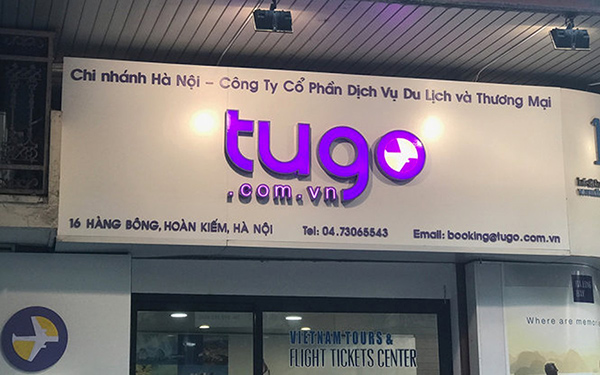 Chi nhánh Hà Nội – Công Ty Cổ Phần Dịch Vụ Du Lịch và Thương Mại
tugo
.com.vn
16 HÀNG BÔNG, HOÀN KIẾM, HÀ NỘI Tel: 04.73065543 Email: booking@tugo.com.vn
VIETNAM TOURS &
FLIGHT TICKETS CENTER
Where are